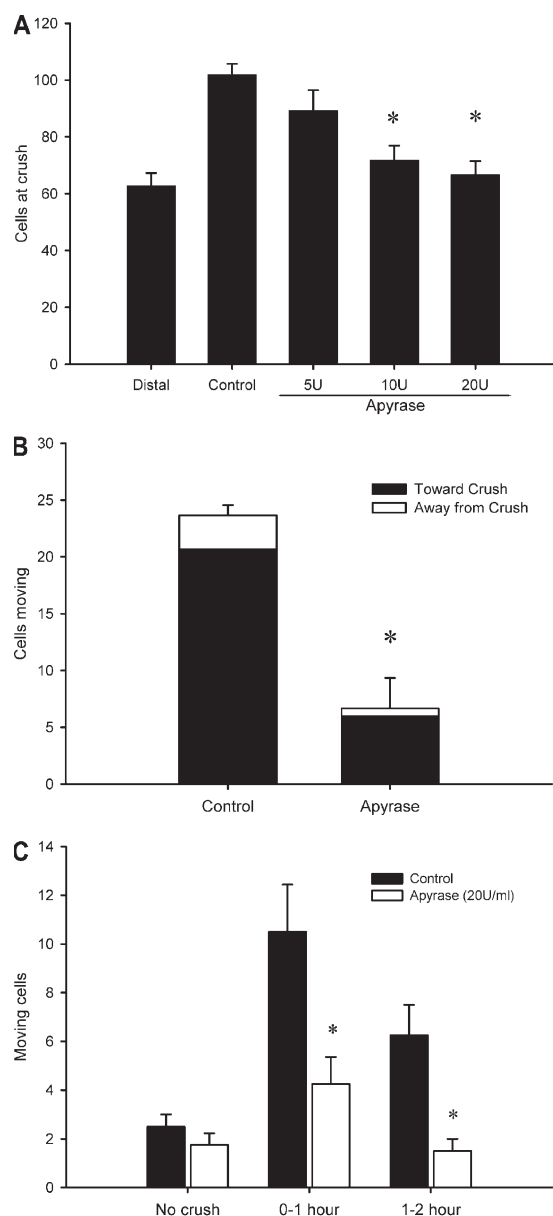 A
120
100
80
60
40
20
0
Cells at crush
*
*
Distal Control 5U 10U 20U
Apyrase
B
30
25
20
15
10
5
0
Cells moving
Toward Crush
Away from Crush
*
Control Apyrase
C
14
12
10
8
6
4
2
0
Moving cells
Control
Apyrase (20U/ml)
*
*
No crush 0-1 hour 1-2 hour